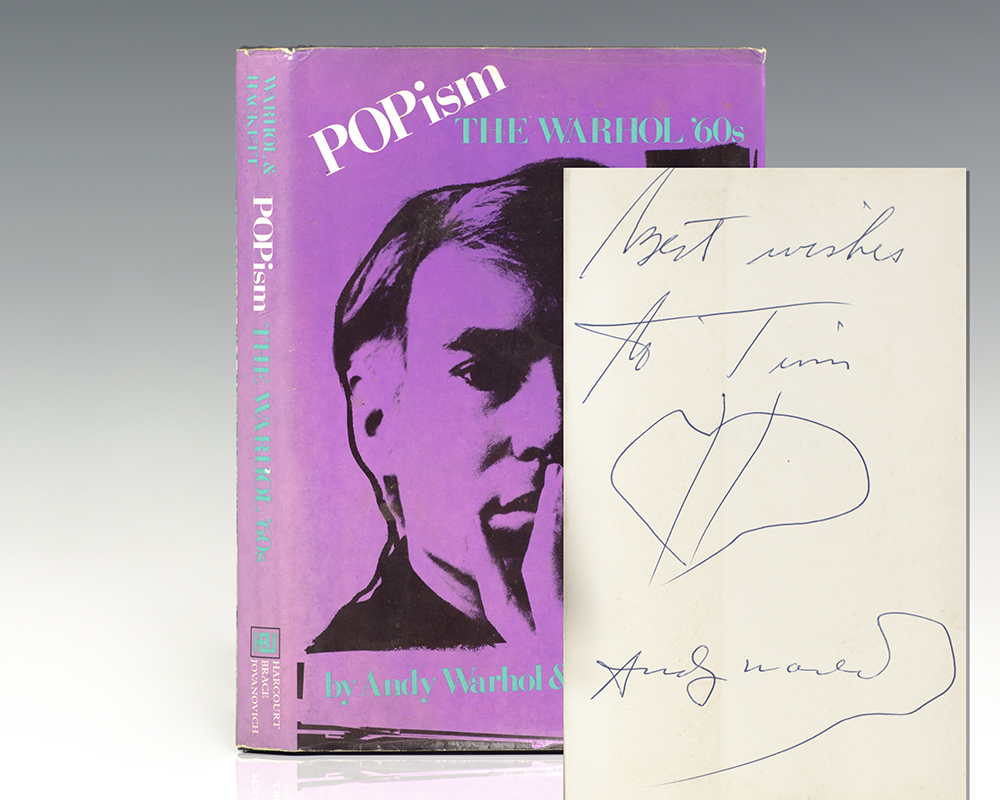 WARHOL &
HACKETT
POPism
THE WARHOL '60s
HBJ
HARCOURT
BRACE
JOVANOVICH
POPism
THE WARHOL '60s
by Andy Warhol &
Best wishes
to Tim
Andy Warhol